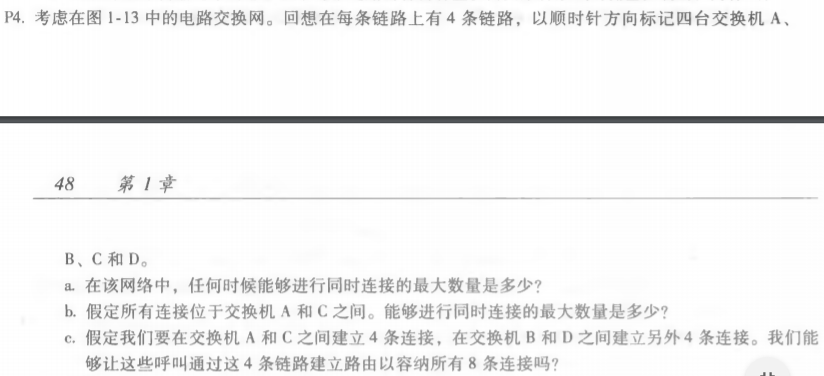 P4. 考虑在图 1-13 中的电路交换网。回想在每条链路上有 4 条链路，以顺时针方向标记四台交换机 A、
48 第 1 章
B、C 和 D。
a. 在该网络中，任何时候能够进行同时连接的最大数量是多少?
b. 假定所有连接位于交换机 A 和 C 之间。能够进行同时连接的最大数量是多少?
c. 假定我们要在交换机 A 和 C 之间建立 4 条连接，在交换机 B 和 D 之间建立另外 4 条连接。我们能
够让这些呼叫通过这 4 条链路建立路由以容纳所有 8 条连接吗?